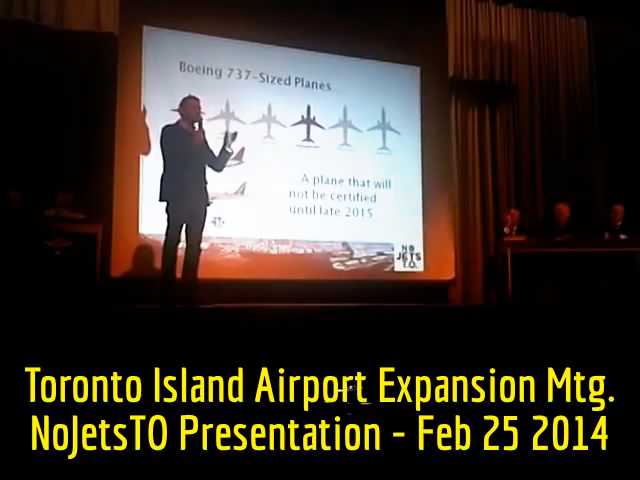 Boeing 737-Sized Planes
A plane that will
not be certified
until late 2015
NO
JETS
T.O.
Toronto Island Airport Expansion Mtg.
NoJetsTO Presentation - Feb 25 2014